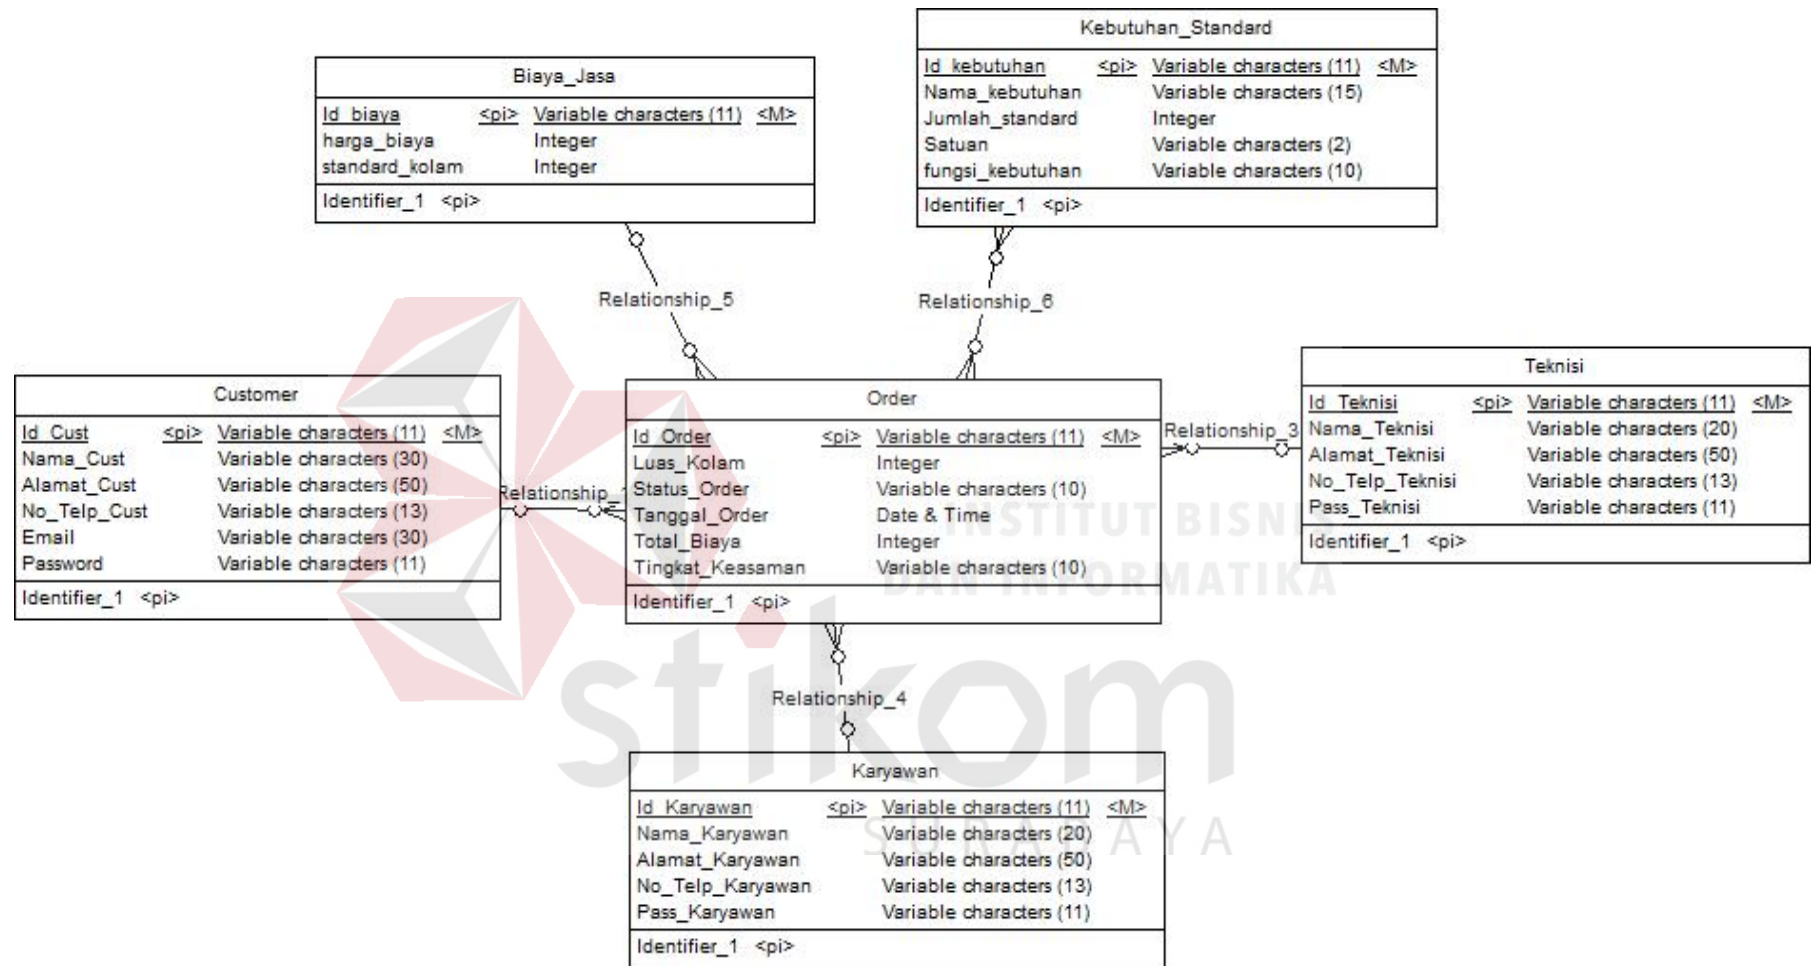 Kebutuhan_Standard
Id_kebutuhan <pi> Variable characters (11) <M>
Nama_kebutuhan Variable characters (15)
Jumlah_standard Integer
Satuan Variable characters (2)
fungsi_kebutuhan Variable characters (10)
Identifier_1 <pi>
Biaya_Jasa
Id_biaya <pi> Variable characters (11) <M>
harga_biaya Integer
standard_kolam Integer
Identifier_1 <pi>
Relationship_5
Relationship_6
Customer
Id_Cust <pi> Variable characters (11) <M>
Nama_Cust Variable characters (30)
Alamat_Cust Variable characters (50)
No_Telp_Cust Variable characters (13)
Email Variable characters (30)
Password Variable characters (11)
Identifier_1 <pi>
Relationship_
Order
Id_Order <pi> Variable characters (11) <M>
Luas_Kolam Integer
Status_Order Variable characters (10)
Tanggal_Order Date & Time
Total_Biaya Integer
Tingkat_Keasaman Variable characters (10)
Identifier_1 <pi>
Relationship_3
Teknisi
Id_Teknisi <pi> Variable characters (11) <M>
Nama_Teknisi Variable characters (20)
Alamat_Teknisi Variable characters (50)
No_Telp_Teknisi Variable characters (13)
Pass_Teknisi Variable characters (11)
Identifier_1 <pi>
INSTITUT BISNIS
DAN INFORMATIKA
stikom
SURABAYA
Relationship_4
Karyawan
Id_Karyawan <pi> Variable characters (11) <M>
Nama_Karyawan Variable characters (20)
Alamat_Karyawan Variable characters (50)
No_Telp_Karyawan Variable characters (13)
Pass_Karyawan Variable characters (11)
Identifier_1 <pi>